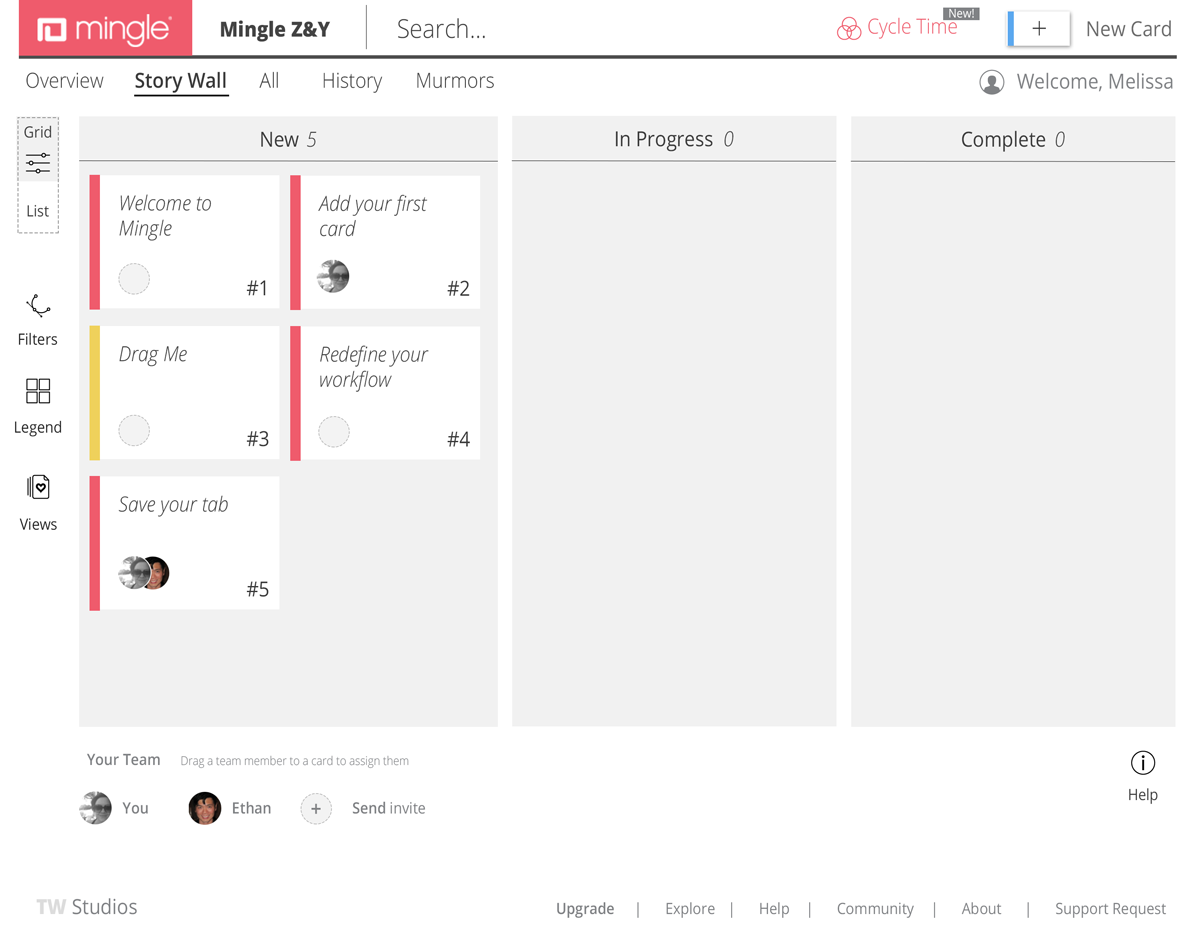 mingle®
Mingle Z&Y
Search...
Cycle Time
New!
+
New Card
Overview
Story Wall
All
History
Murmors
Welcome, Melissa
Grid
List
Filters
Legend
Views
New 5
Welcome to
Mingle
#1
Add your first
card
#2
Drag Me
#3
Redefine your
workflow
#4
Save your tab
#5
In Progress 0
Complete 0
Your Team
Drag a team member to a card to assign them
You
Ethan
+
Send invite
Help
TW Studios
Upgrade | Explore | Help | Community | About | Support Request